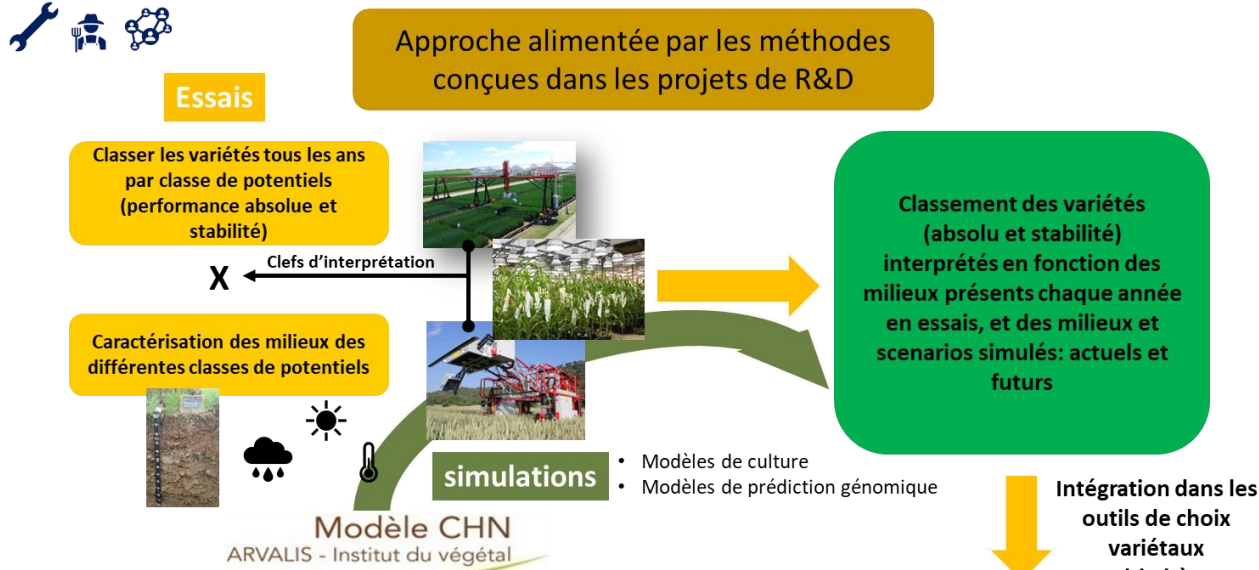 Approche alimentée par les méthodes
conçues dans les projets de R&D
Essais
Classer les variétés tous les ans
par classe de potentiels
(performance absolue et
stabilité)
Clefs d'interprétation
X
Caractérisation des milieux des
différentes classes de potentiels
Classement des variétés
(absolu et stabilité)
interprétés en fonction des
milieux présents chaque année
en essais, et des milieux et
scenarios simulés: actuels et
futurs
simulations
• Modèles de culture
• Modèles de prédiction génomique
Modèle CHN
ARVALIS - Institut du végétal
Intégration dans les
outils de choix
variétaux